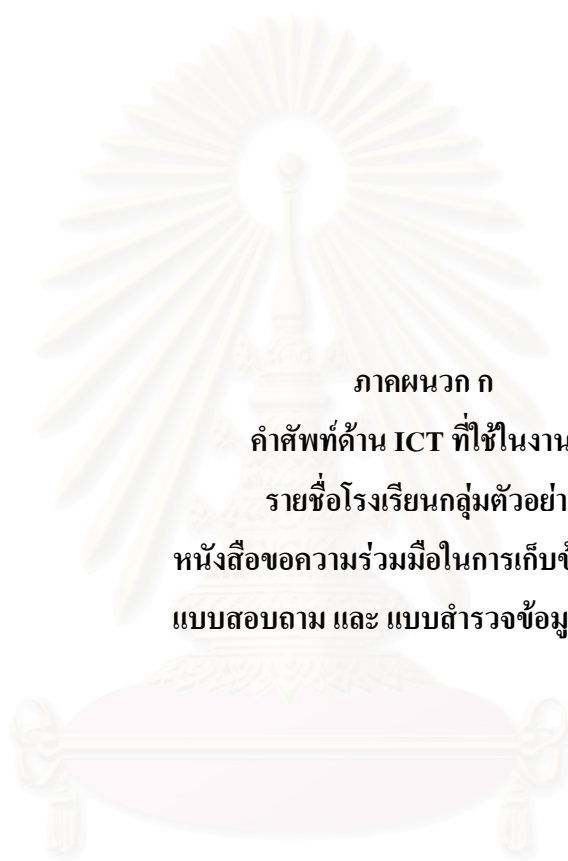 ภาคผนวก ก
คำศัพท์ด้าน ICT ที่ใช้ในงาน
รายชื่อโรงเรียนกลุ่มตัวอย่า
หนังสือขอความร่วมมือในการเก็บข้
แบบสอบถาม และ แบบสำรวจข้อมู